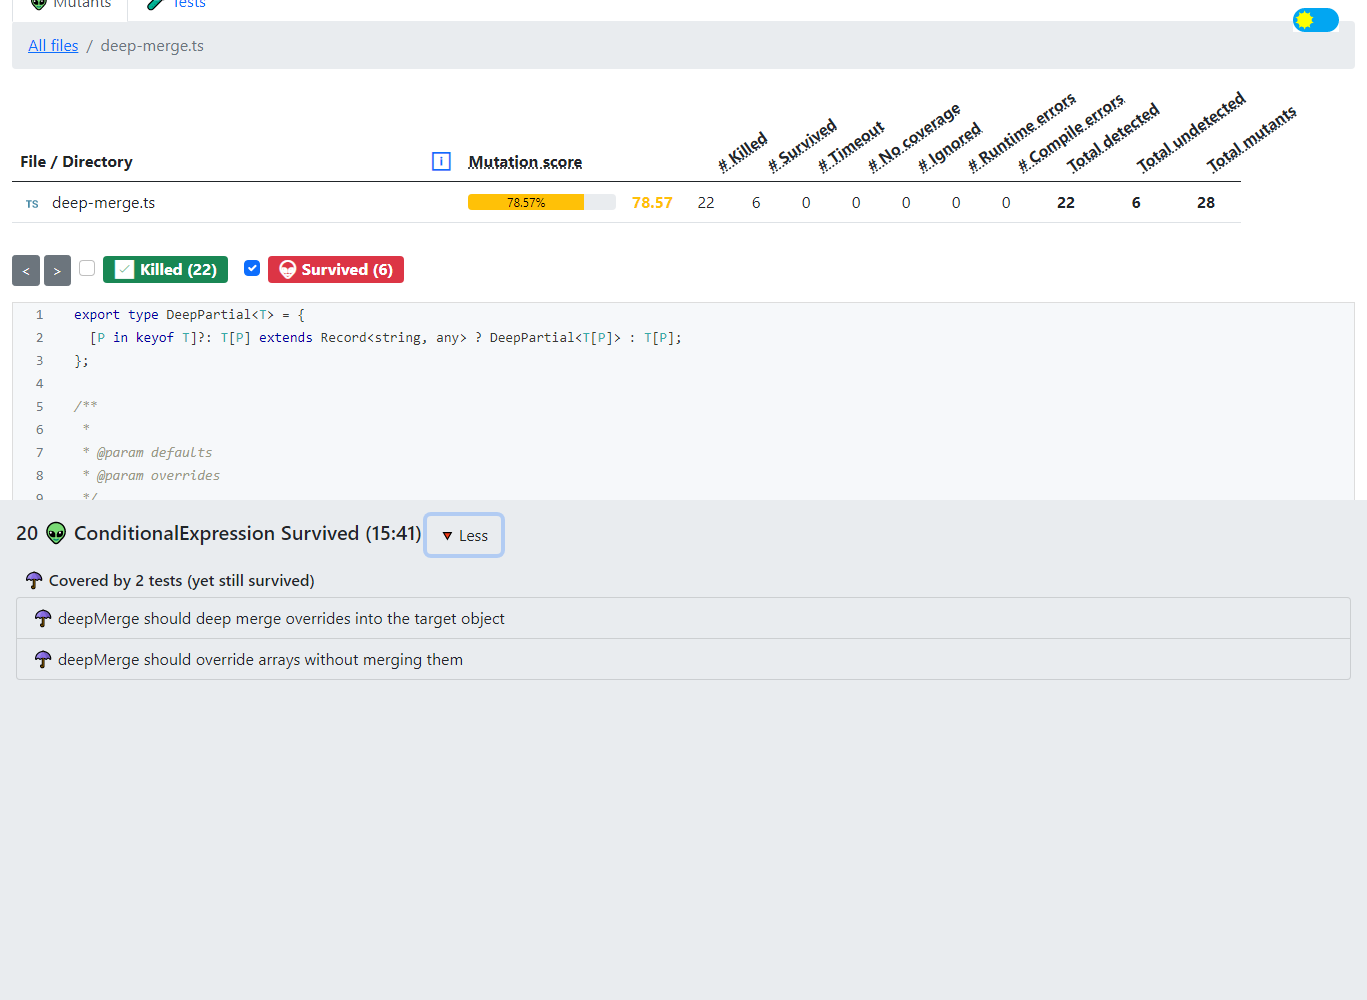 Mutants Tests
All files / deep-merge.ts
File / Directory i Mutation score # Killed # Survived # Timeout # No coverage # Ignored # Runtime errors # Compile errors Total detected Total undetected Total mutants
TS deep-merge.ts 78.57% 78.57 22 6 0 0 0 0 0 22 6 28
< > Killed (22) Survived (6)
1 export type DeepPartial<T> = {
2 [P in keyof T]?: T[P] extends Record<string, any> ? DeepPartial<T[P]> : T[P];
3 };
4
5 /**
6 *
7 * @param defaults
8 * @param overrides
9 */
20 ConditionalExpression Survived (15:41) ▼ Less
Covered by 2 tests (yet still survived)
deepMerge should deep merge overrides into the target object
deepMerge should override arrays without merging them